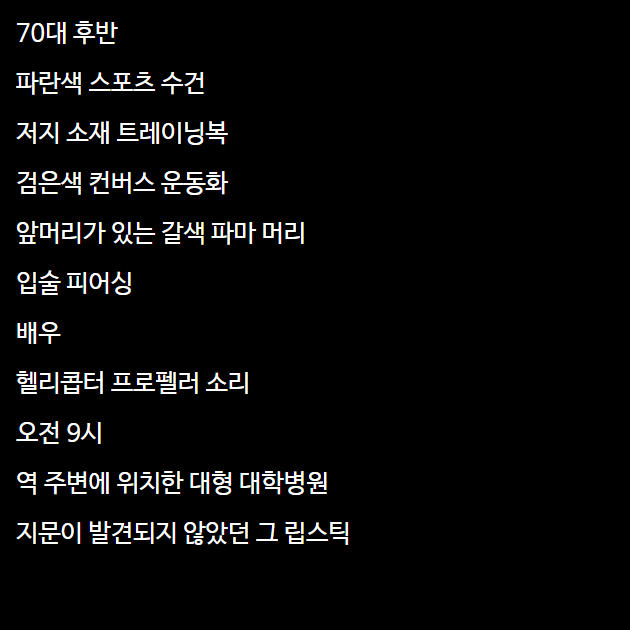 70대 후반
파란색 스포츠 수건
저지 소재 트레이닝복
검은색 컨버스 운동화
앞머리가 있는 갈색 파마 머리
입술 피어싱
배우
헬리콥터 프로펠러 소리
오전 9시
역 주변에 위치한 대형 대학병원
지문이 발견되지 않았던 그 립스틱